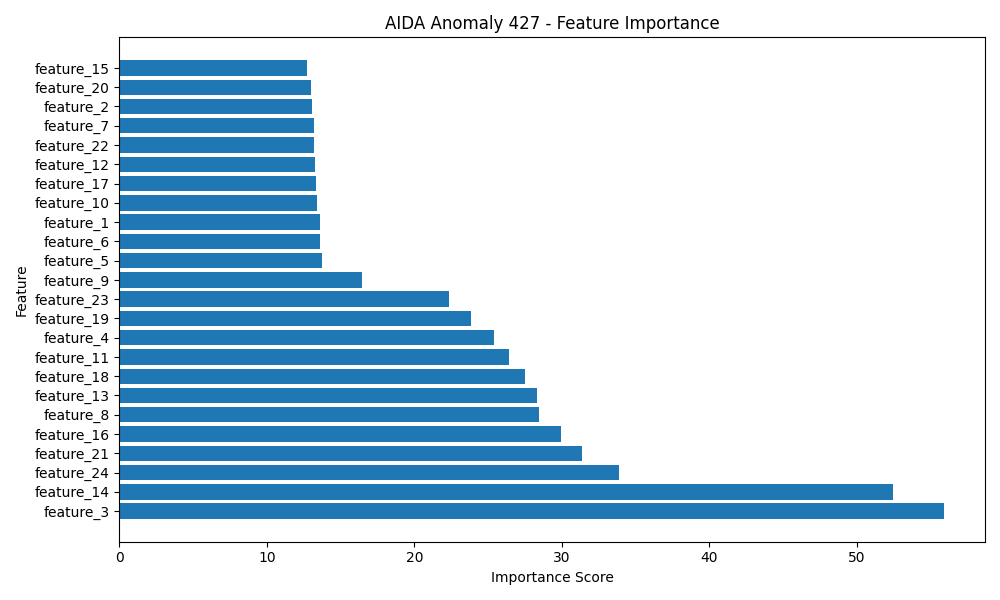 AIDA Anomaly 427 - Feature Importance
feature_15
feature_20
feature_2
feature_7
feature_22
feature_12
feature_17
feature_10
feature_1
feature_6
feature_5
feature_9
feature_23
feature_19
feature_4
feature_11
feature_18
feature_13
feature_8
feature_16
feature_21
feature_24
feature_14
feature_3
Feature
0 10 20 30 40 50
Importance Score